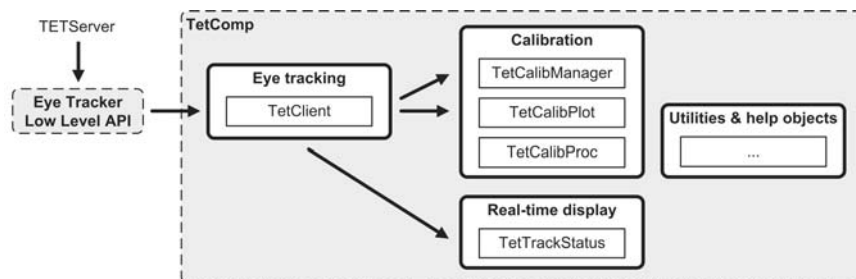 TETServer
Eye Tracker
Low Level API
TetComp
Eye tracking
TetClient
Calibration
TetCalibManager
TetCalibPlot
TetCalibProc
Real-time display
TetTrackStatus
Utilities & help objects
...